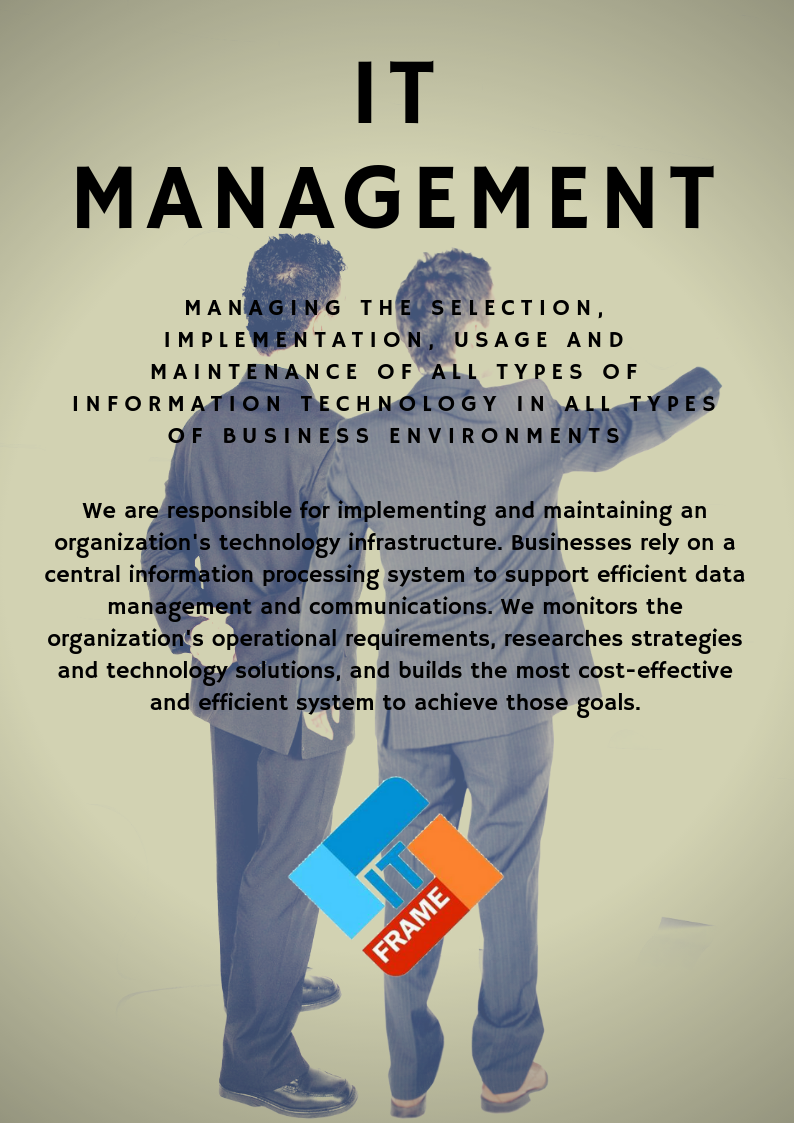 IT
MANAGEMENT
MANAGING THE SELECTION,
IMPLEMENTATION, USAGE AND
MAINTENANCE OF ALL TYPES OF
INFORMATION TECHNOLOGY IN ALL TYPES
OF BUSINESS ENVIRONMENTS
We are responsible for implementing and maintaining an
organization's technology infrastructure. Businesses rely on a
central information processing system to support efficient data
management and communications. We monitors the
organization's operational requirements, researches strategies
and technology solutions, and builds the most cost-effective
and efficient system to achieve those goals.
IT
FRAME